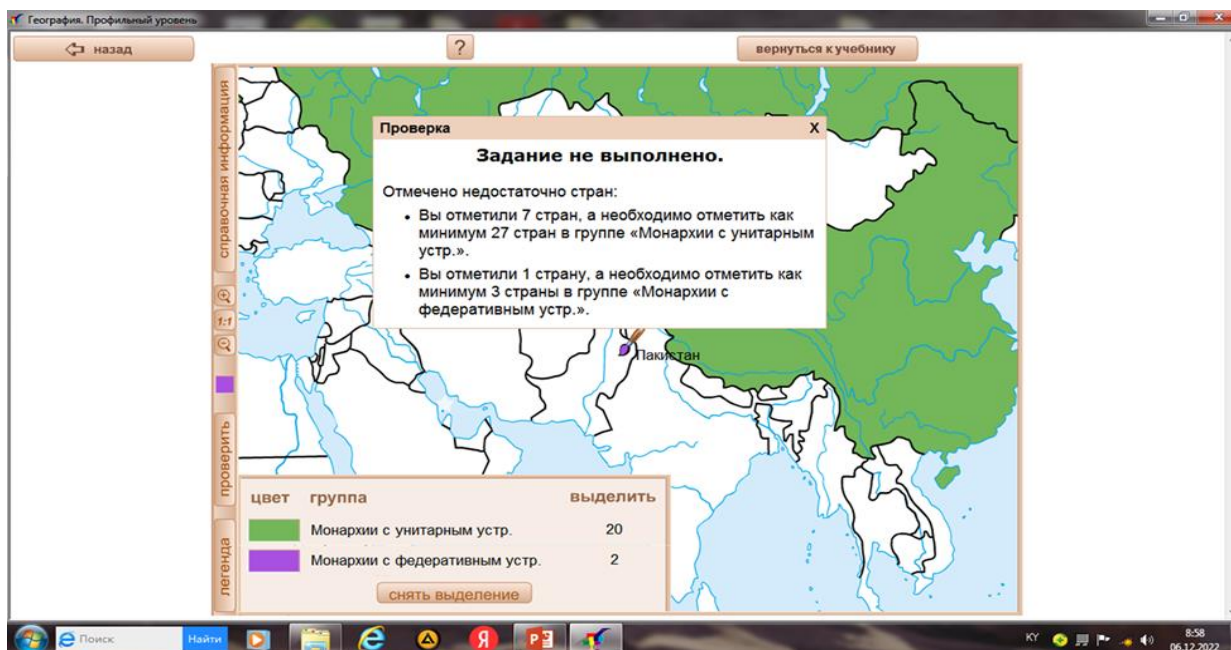 География. Профильный уровень
назад
?
вернуться к учебнику
справочная информация
Проверка X
Задание не выполнено.
Отмечено недостаточно стран:
• Вы отметили 7 стран, а необходимо отметить как
минимум 27 стран в группе «Монархии с унитарным
устр.».
• Вы отметили 1 страну, а необходимо отметить как
минимум 3 страны в группе «Монархии с
федеративным устр.».
1:1
Пакистан
проверить
легенда
цвет группа выделить
Монархии с унитарным устр. 20
Монархии с федеративным устр. 2
снять выделение
Поиск Найти
KY
8:58
06.12.2022